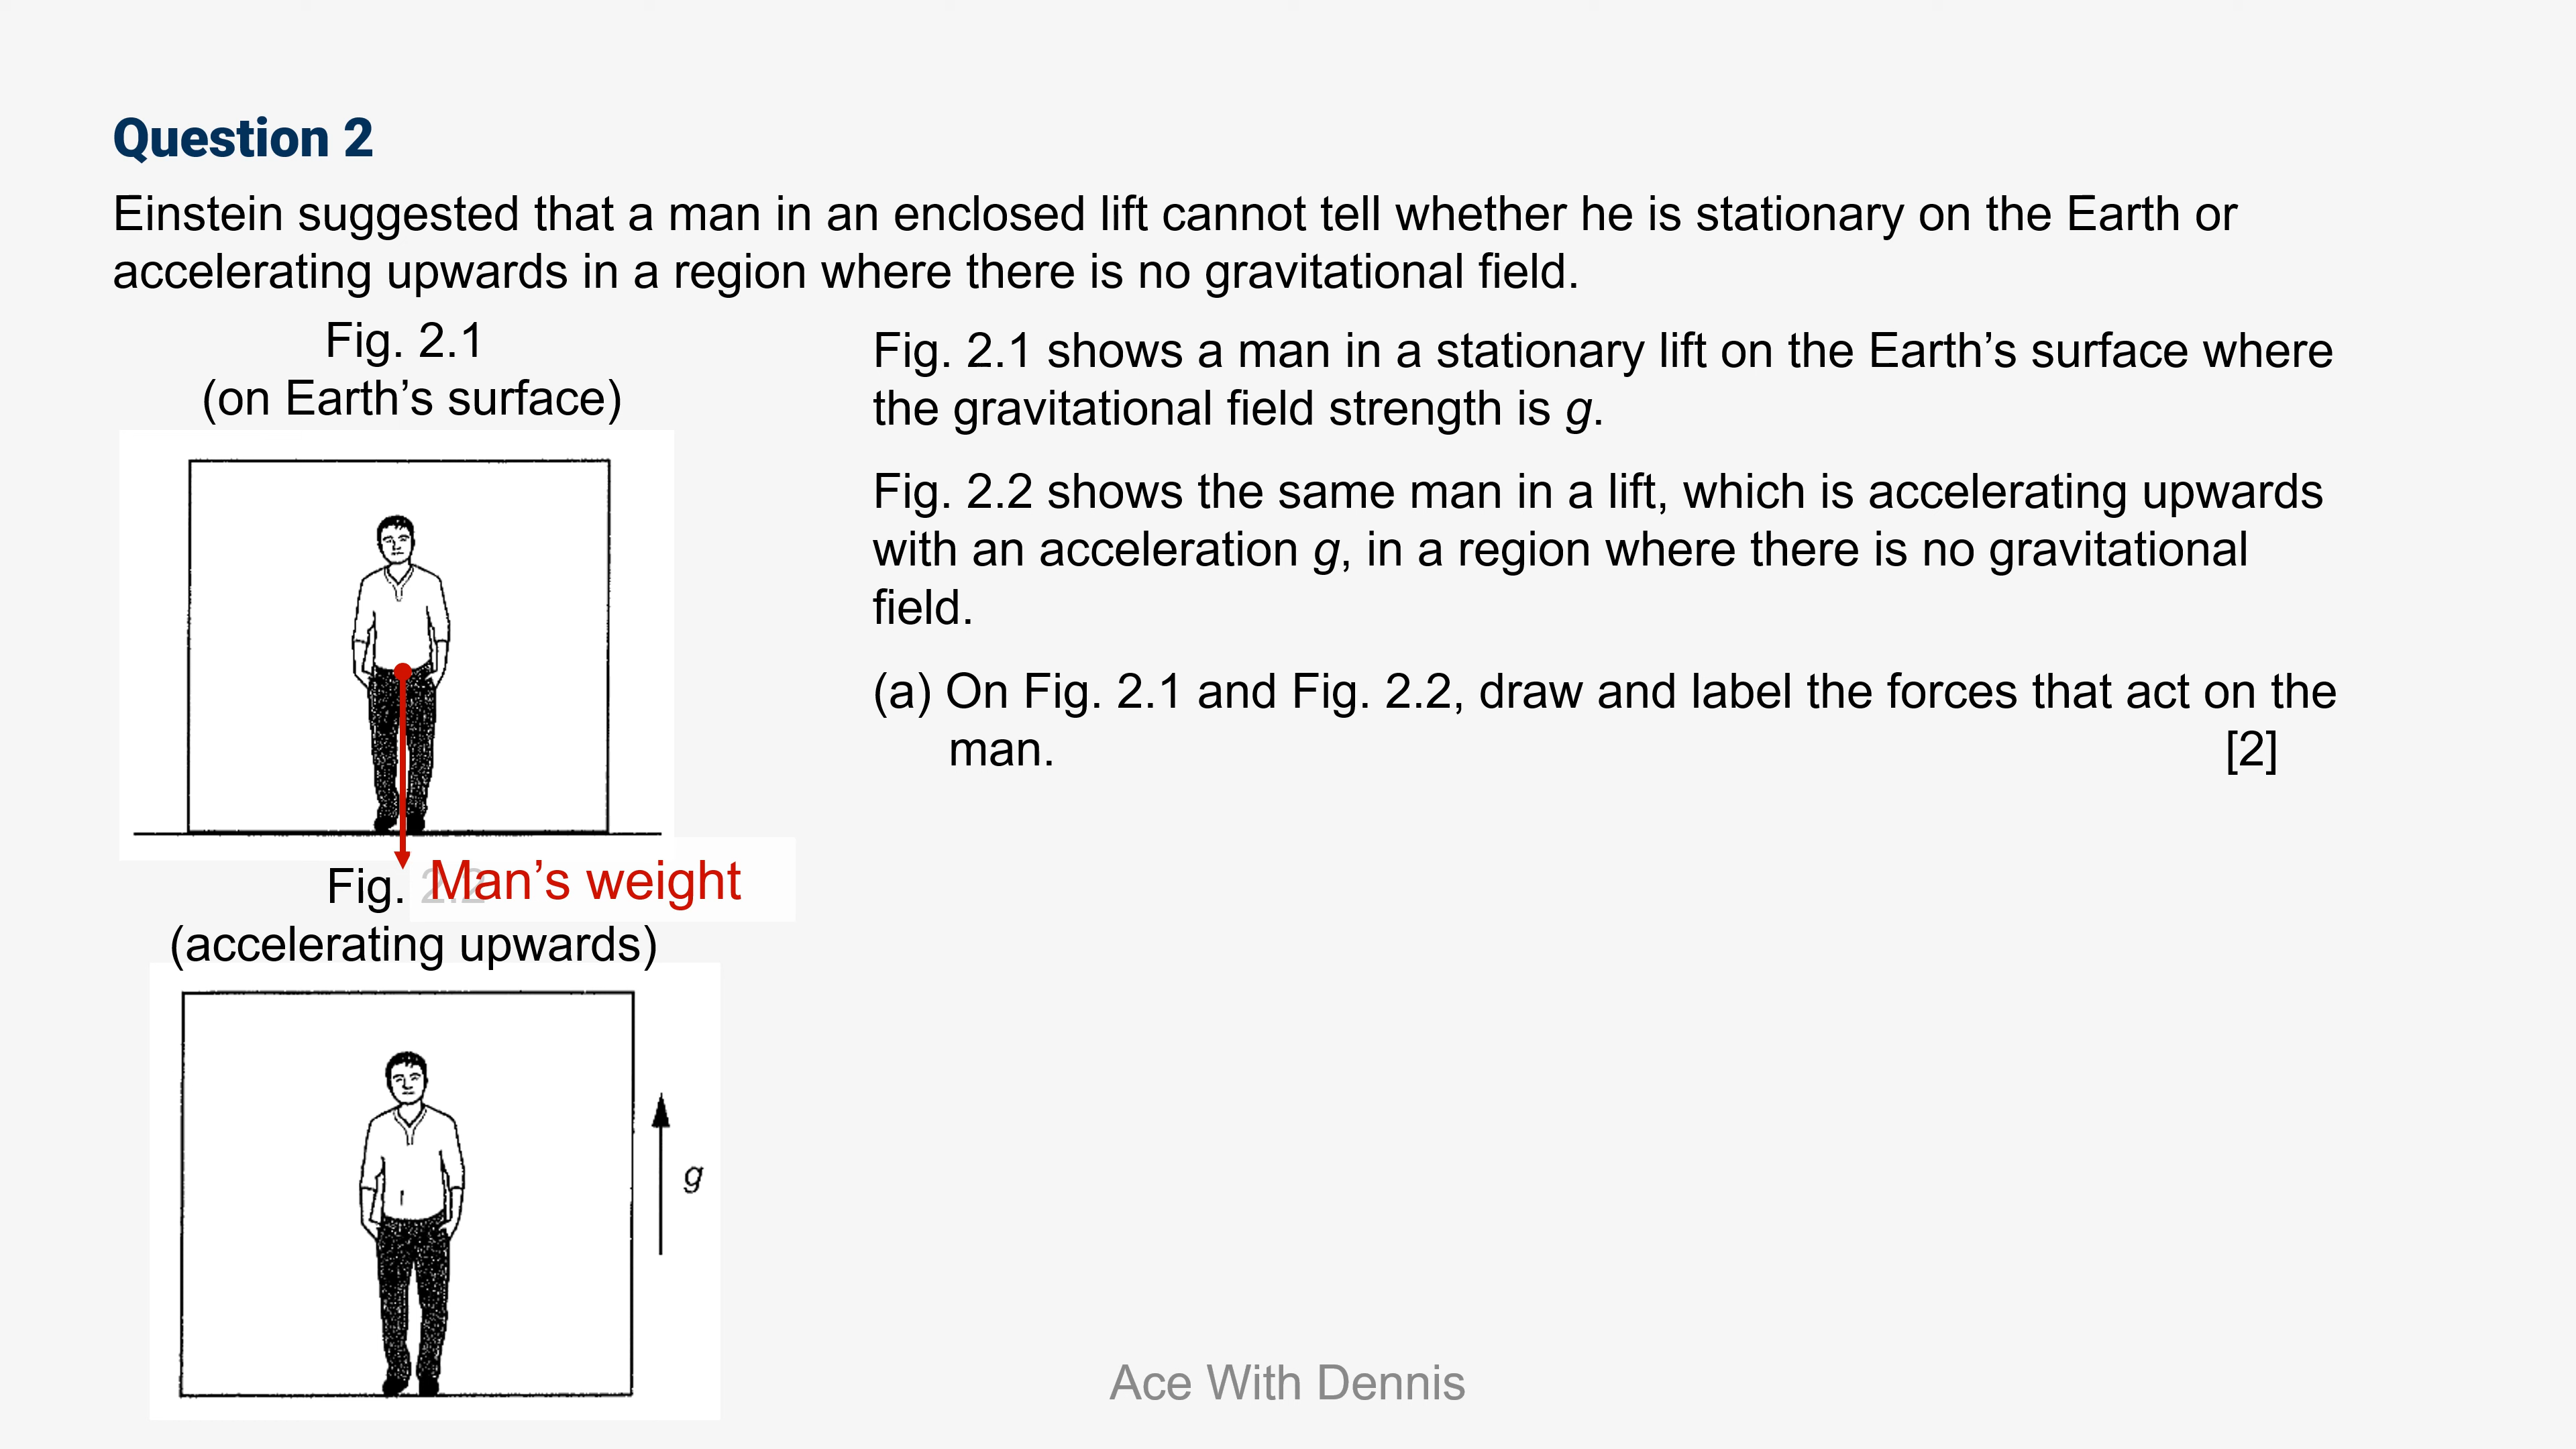 Question 2
Einstein suggested that a man in an enclosed lift cannot tell whether he is stationary on the Earth or
accelerating upwards in a region where there is no gravitational field.
Fig. 2.1
(on Earth’s surface)
Fig. 2.1 shows a man in a stationary lift on the Earth’s surface where
the gravitational field strength is g.
Fig. 2.2 shows the same man in a lift, which is accelerating upwards
with an acceleration g, in a region where there is no gravitational
field.
(a) On Fig. 2.1 and Fig. 2.2, draw and label the forces that act on the
man. [2]
Man’s weight
Fig. 2.2
(accelerating upwards)
g
Ace With Dennis